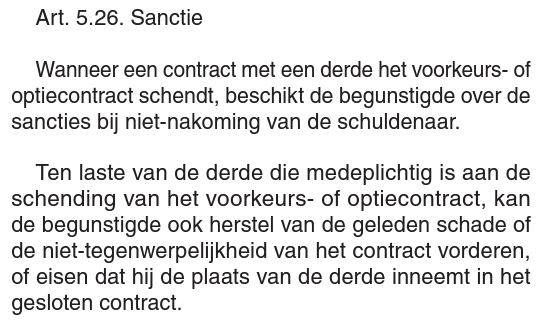 Art. 5.26. Sanctie
Wanneer een contract met een derde het voorkeurs- of
optiecontract schendt, beschikt de begunstigde over de
sancties bij niet-nakoming van de schuldenaar.
Ten laste van de derde die medeplichtig is aan de
schending van het voorkeurs- of optiecontract, kan
de begunstigde ook herstel van de geleden schade of
de niet-tegenwerpelijkheid van het contract vorderen,
of eisen dat hij de plaats van de derde inneemt in het
gesloten contract.